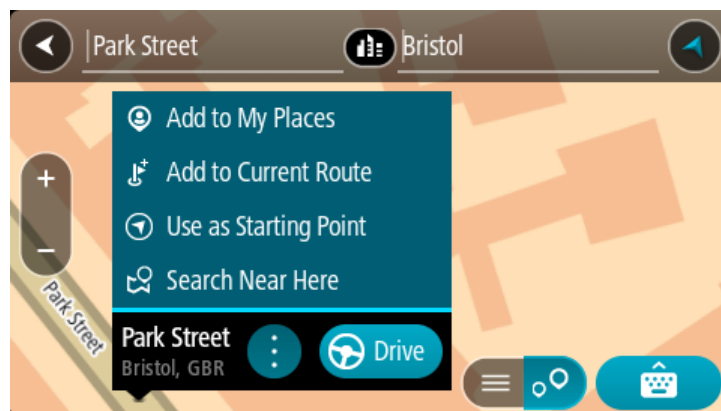 Park Street
Bristol
Add to My Places
Add to Current Route
Use as Starting Point
Search Near Here
Park Street
Park Street
Bristol, GBR
Drive